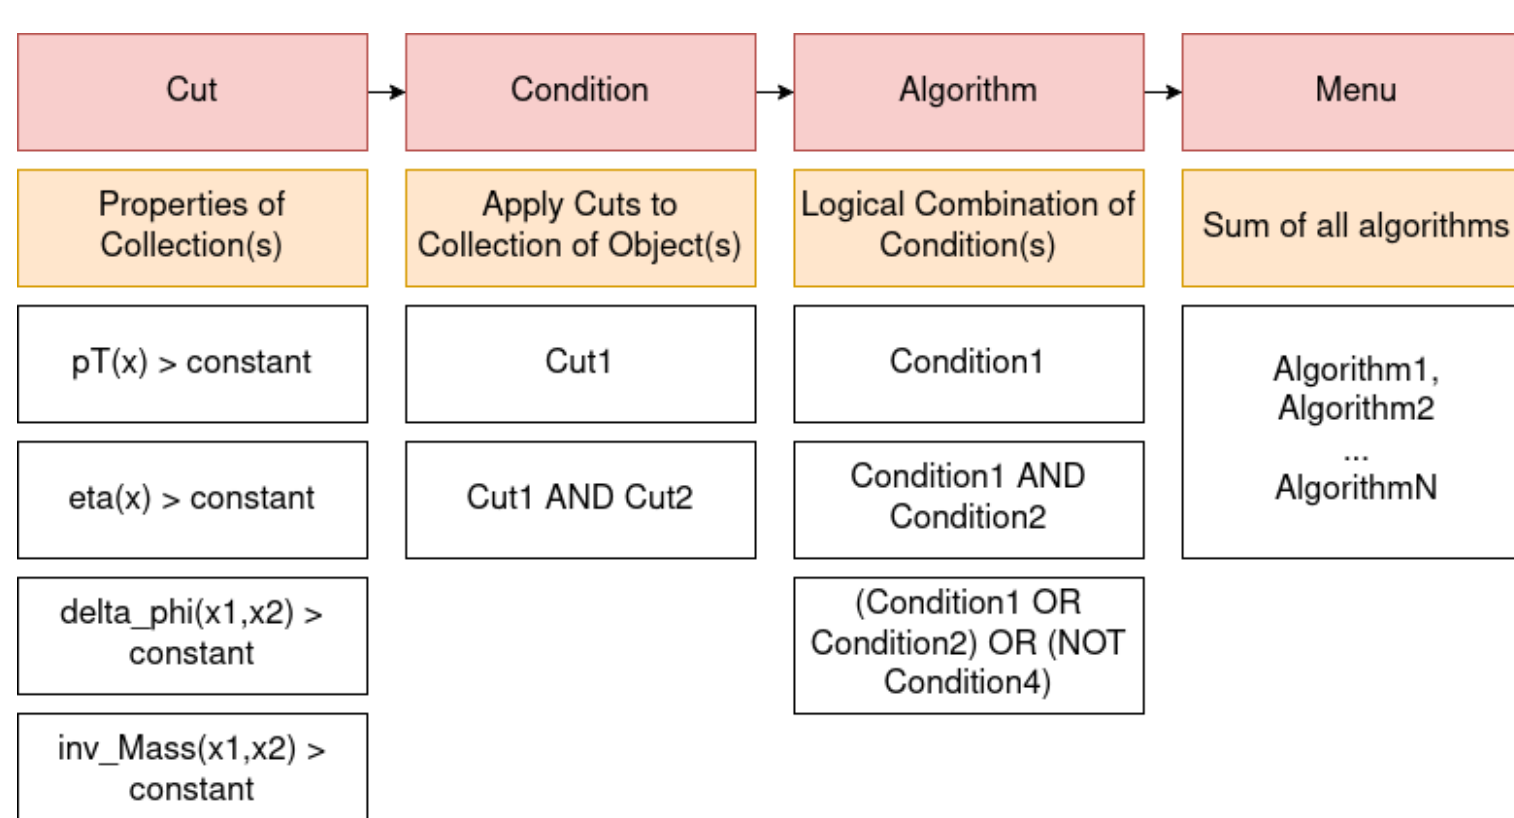 Cut
Condition
Algorithm
Menu
Properties of
Collection(s)
Apply Cuts to
Collection of Object(s)
Logical Combination of
Condition(s)
Sum of all algorithms
pT(x) > constant
Cut1
Condition1
Algorithm1,
Algorithm2
...
AlgorithmN
eta(x) > constant
Cut1 AND Cut2
Condition1 AND
Condition2
delta_phi(x1,x2) >
constant
(Condition1 OR
Condition2) OR (NOT
Condition4)
inv_Mass(x1,x2) >
constant